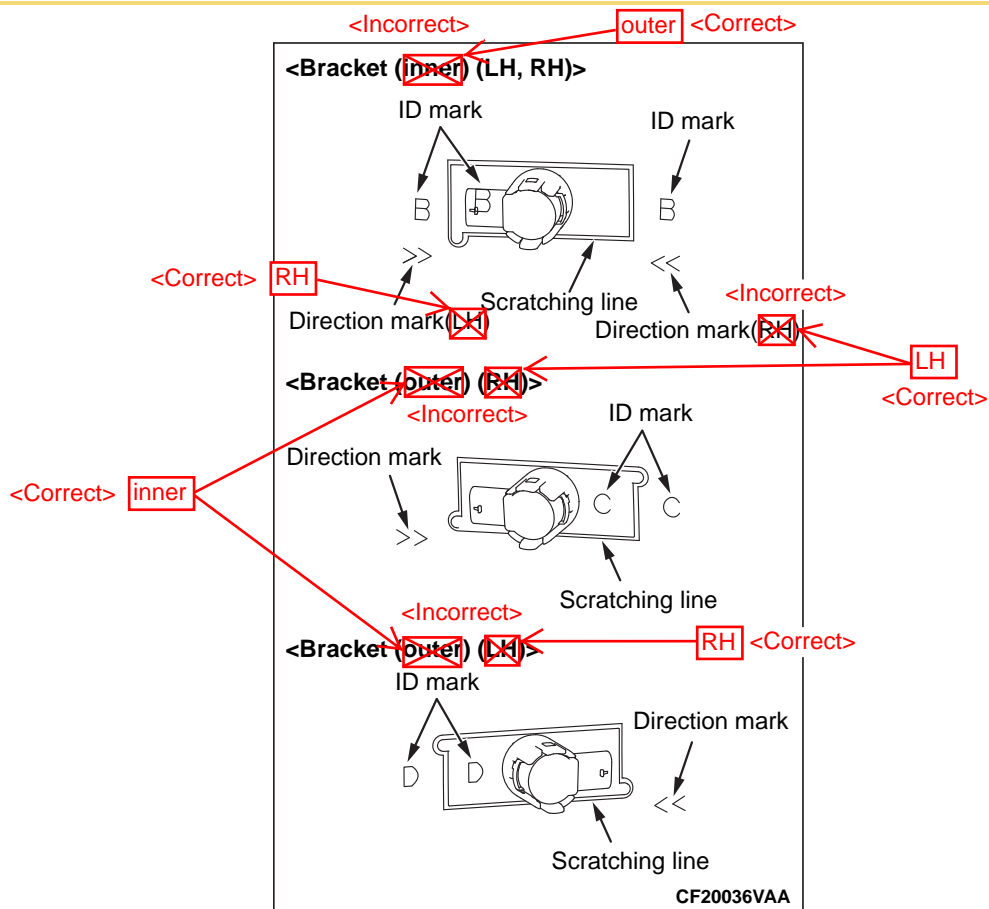 <Incorrect> outer <Correct>
<Bracket (inner) (LH, RH)>
ID mark
ID mark
B B B
>> <<
<Correct> RH
<Incorrect>
Scratching line
Direction mark(LH) Direction mark(RH)
LH
<Correct>
<Bracket (outer) (RH)>
<Incorrect>
ID mark
Direction mark
C C
>>
<Correct> inner
Scratching line
<Incorrect>
<Bracket (outer) (LH)> RH <Correct>
ID mark
Direction mark
D D
<<
Scratching line
CF20036VAA